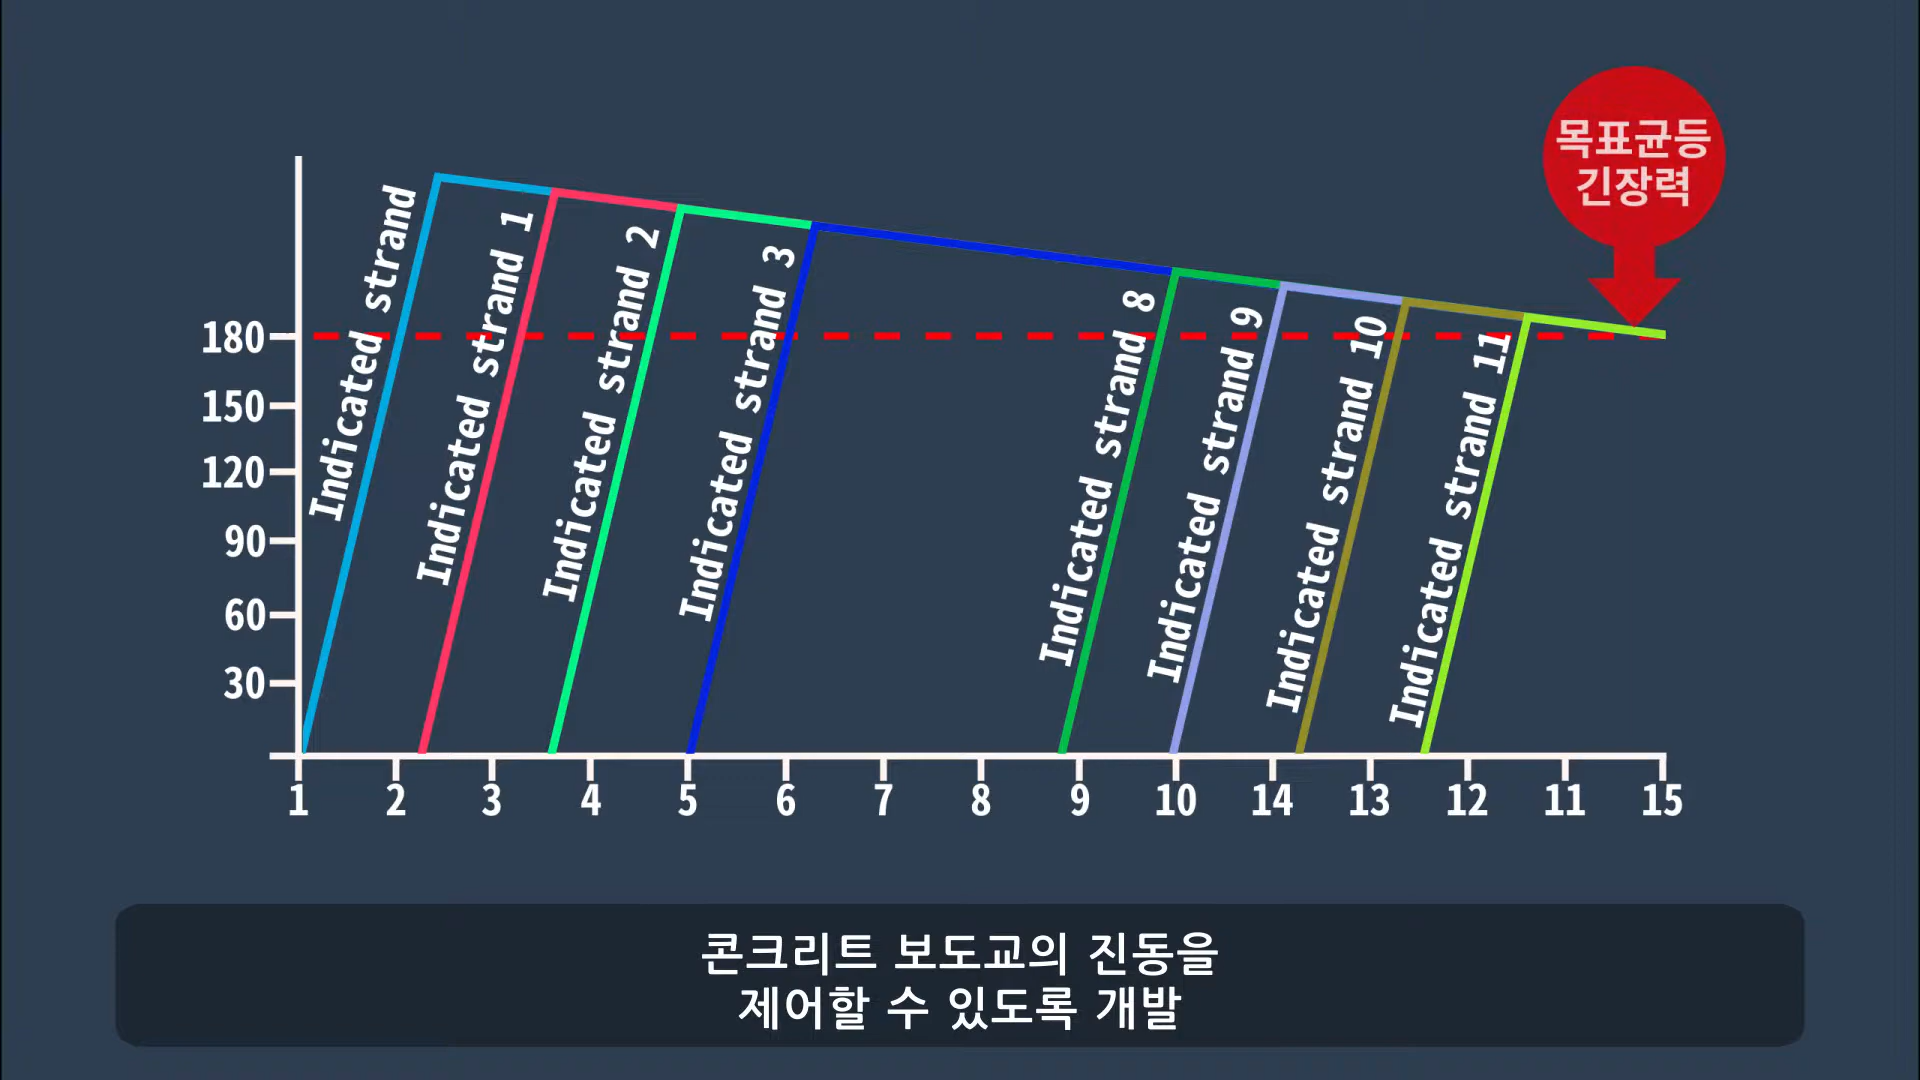 목표균등
긴장력
Indicated strand
Indicated strand 1
Indicated strand 2
Indicated strand 3
Indicated strand 8
Indicated strand 9
Indicated strand 10
Indicated strand 11
180
150
120
90
60
30
1 2 3 4 5 6 7 8 9 10 14 13 12 11 15
콘크리트 보도교의 진동을
제어할 수 있도록 개발